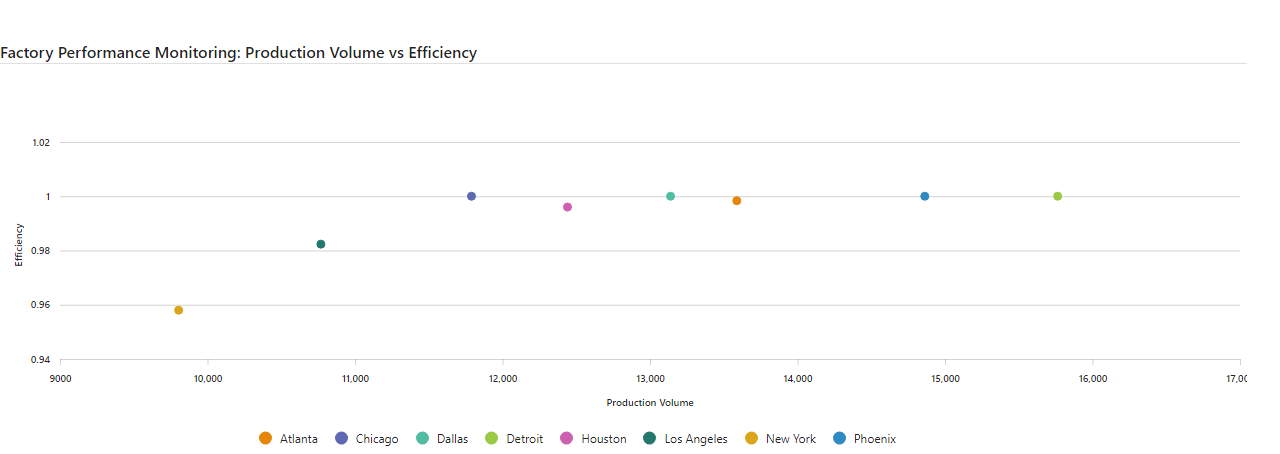 Factory Performance Monitoring: Production Volume vs Efficiency
1.02
1
0.98
0.96
0.94
Efficiency
9000 10,000 11,000 12,000 13,000 14,000 15,000 16,000 17,00
Production Volume
Atlanta Chicago Dallas Detroit Houston Los Angeles New York Phoenix